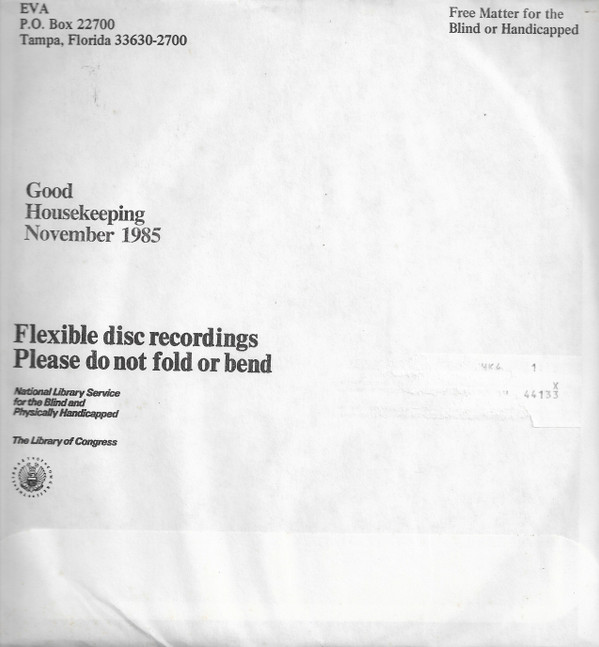 EVA
P.O. Box 22700
Tampa, Florida 33630-2700
Free Matter for the
Blind or Handicapped
Good
Housekeeping
November 1985
Flexible disc recordings
Please do not fold or bend
National Library Service
for the Blind and
Physically Handicapped
The Library of Congress
1
X
44133